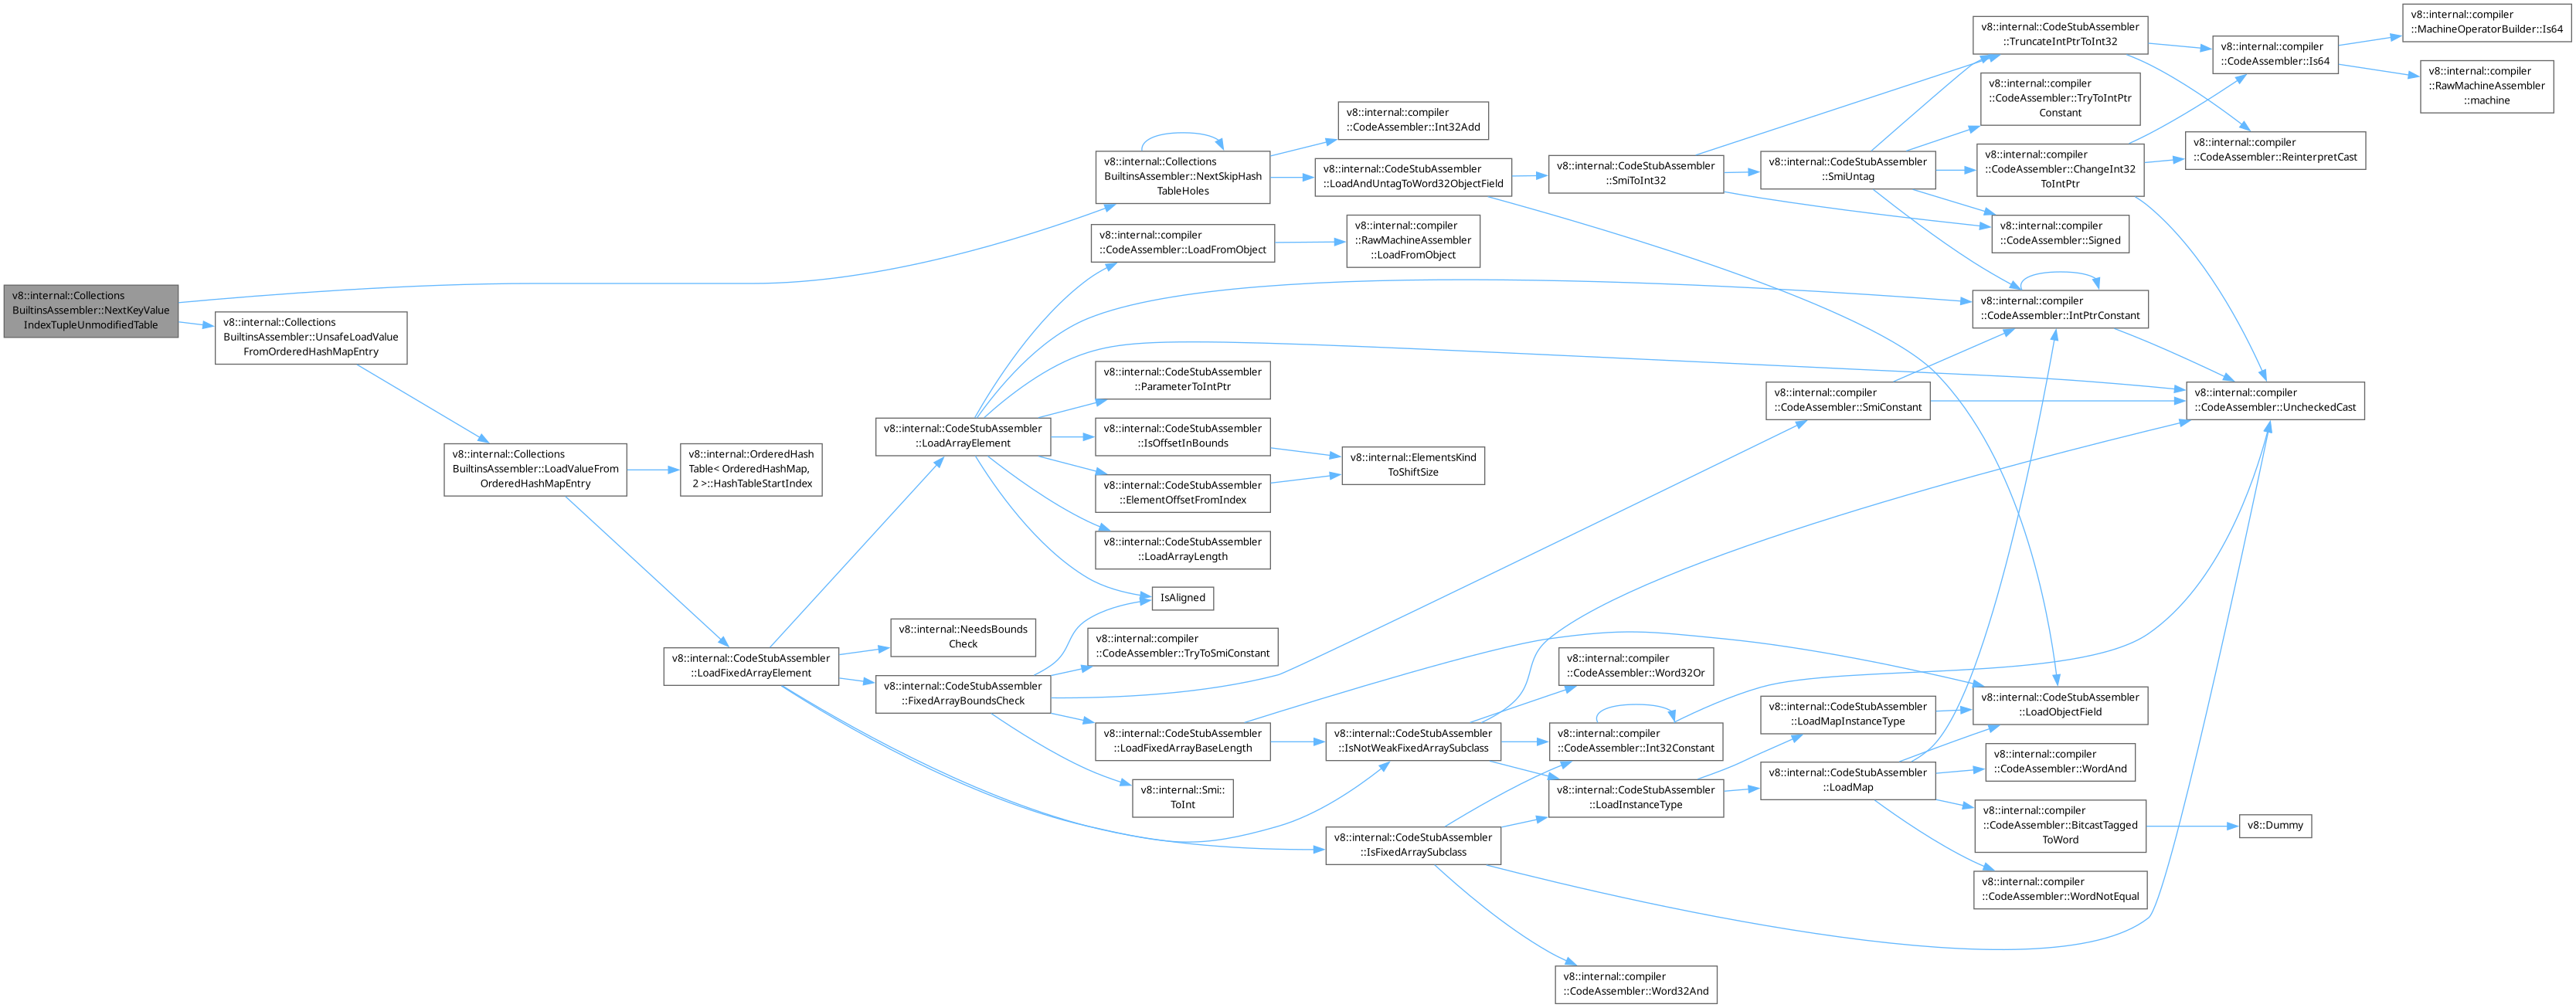 v8::internal::Collections
BuiltinsAssembler::NextKeyValue
IndexTupleUnmodifiedTable
v8::internal::Collections
BuiltinsAssembler::UnsafeLoadValue
FromOrderedHashMapEntry
v8::internal::Collections
BuiltinsAssembler::LoadValueFrom
OrderedHashMapEntry
v8::internal::OrderedHash
Table< OrderedHashMap,
2 >::HashTableStartIndex
v8::internal::CodeStubAssembler
::LoadFixedArrayElement
v8::internal::CodeStubAssembler
::LoadArrayElement
v8::internal::NeedsBounds
Check
v8::internal::CodeStubAssembler
::FixedArrayBoundsCheck
v8::internal::Collections
BuiltinsAssembler::NextSkipHash
TableHoles
v8::internal::compiler
::CodeAssembler::LoadFromObject
v8::internal::CodeStubAssembler
::ParameterToIntPtr
v8::internal::CodeStubAssembler
::IsOffsetInBounds
v8::internal::CodeStubAssembler
::ElementOffsetFromIndex
v8::internal::CodeStubAssembler
::LoadArrayLength
IsAligned
v8::internal::compiler
::CodeAssembler::TryToSmiConstant
v8::internal::CodeStubAssembler
::LoadFixedArrayBaseLength
v8::internal::Smi::
ToInt
v8::internal::compiler
::CodeAssembler::Int32Add
v8::internal::CodeStubAssembler
::LoadAndUntagToWord32ObjectField
v8::internal::compiler
::RawMachineAssembler
::LoadFromObject
v8::internal::ElementsKind
ToShiftSize
v8::internal::CodeStubAssembler
::IsNotWeakFixedArraySubclass
v8::internal::CodeStubAssembler
::IsFixedArraySubclass
v8::internal::CodeStubAssembler
::SmiToInt32
v8::internal::compiler
::CodeAssembler::Word32Or
v8::internal::compiler
::CodeAssembler::Int32Constant
v8::internal::CodeStubAssembler
::LoadInstanceType
v8::internal::compiler
::CodeAssembler::Word32And
v8::internal::CodeStubAssembler
::SmiUntag
v8::internal::compiler
::CodeAssembler::SmiConstant
v8::internal::CodeStubAssembler
::LoadMapInstanceType
v8::internal::CodeStubAssembler
::LoadMap
v8::internal::CodeStubAssembler
::TruncateIntPtrToInt32
v8::internal::compiler
::CodeAssembler::TryToIntPtr
Constant
v8::internal::compiler
::CodeAssembler::ChangeInt32
ToIntPtr
v8::internal::compiler
::CodeAssembler::Signed
v8::internal::compiler
::CodeAssembler::IntPtrConstant
v8::internal::CodeStubAssembler
::LoadObjectField
v8::internal::compiler
::CodeAssembler::WordAnd
v8::internal::compiler
::CodeAssembler::BitcastTagged
ToWord
v8::internal::compiler
::CodeAssembler::WordNotEqual
v8::internal::compiler
::CodeAssembler::Is64
v8::internal::compiler
::CodeAssembler::ReinterpretCast
v8::internal::compiler
::CodeAssembler::UncheckedCast
v8::Dummy
v8::internal::compiler
::MachineOperatorBuilder::Is64
v8::internal::compiler
::RawMachineAssembler
::machine